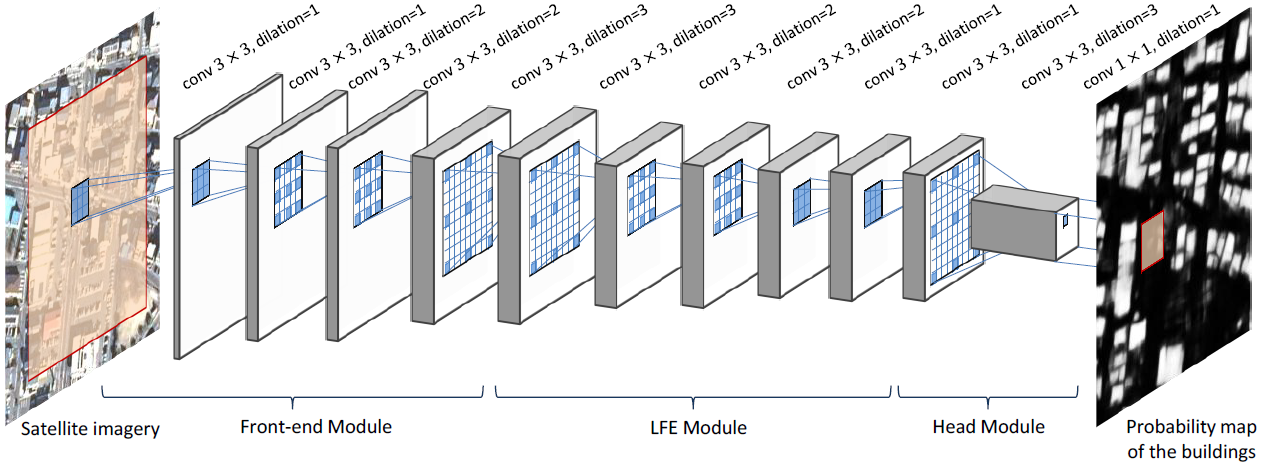 conv 3 × 3, dilation=1
conv 3 × 3, dilation=1
conv 3 × 3, dilation=2
conv 3 × 3, dilation=2
conv 3 × 3, dilation=3
conv 3 × 3, dilation=3
conv 3 × 3, dilation=2
conv 3 × 3, dilation=2
conv 3 × 3, dilation=1
conv 3 × 3, dilation=1
conv 3 × 3, dilation=3
conv 1 × 1, dilation=1
Satellite imagery
Front-end Module
LFE Module
Head Module
Probability map
of the buildings